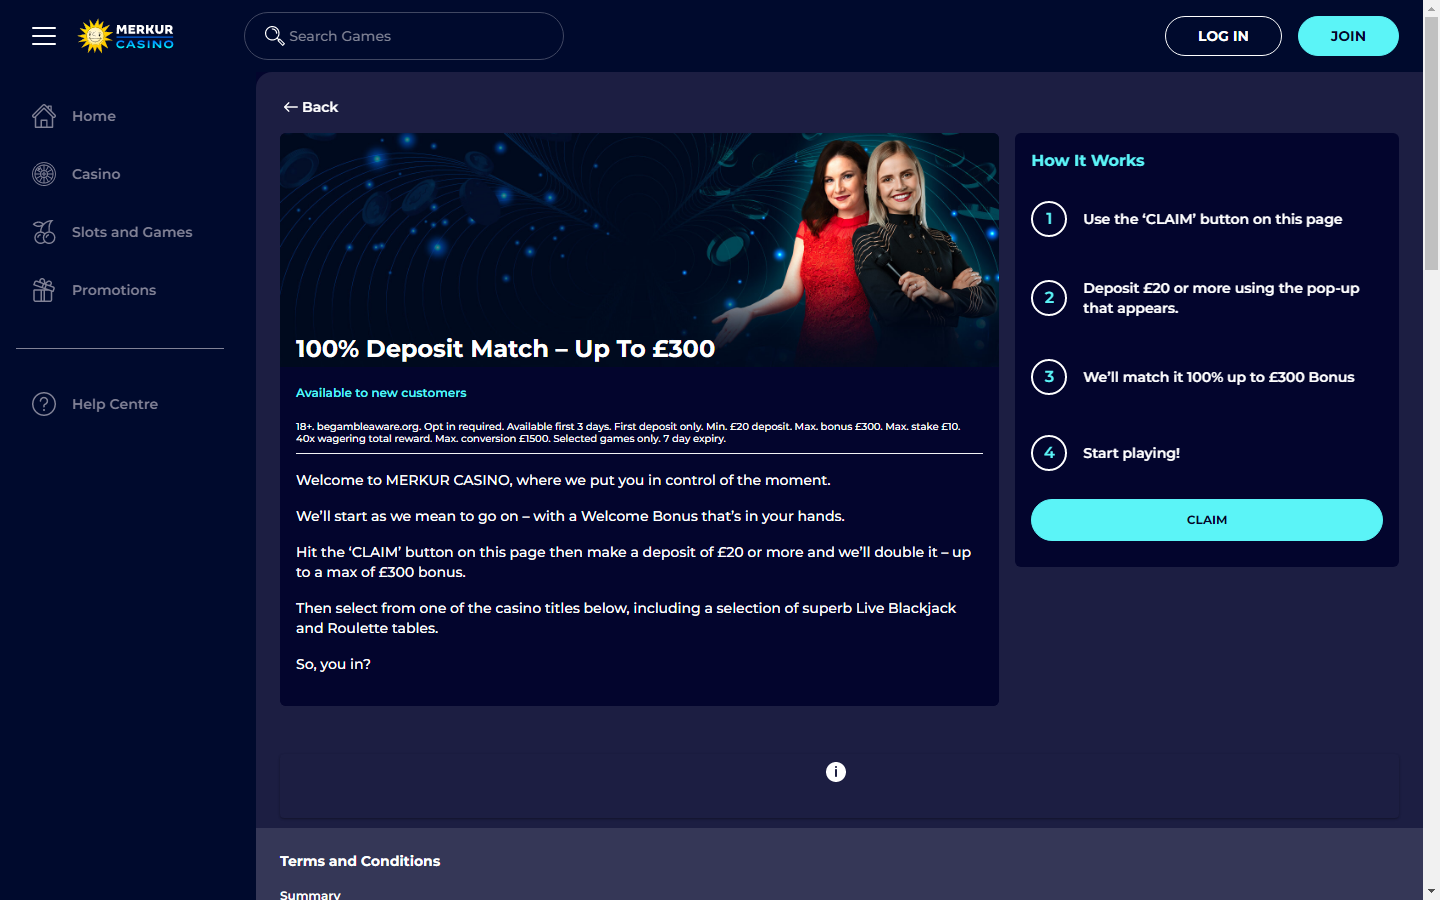 MERKUR
CASINO
Search Games
LOG IN
JOIN
Home
Casino
Slots and Games
Promotions
Help Centre
Back
100% Deposit Match – Up To £300
Available to new customers
18+. begambleaware.org. Opt in required. Available first 3 days. First deposit only. Min. £20 deposit. Max. bonus £300. Max. stake £10.
40x wagering total reward. Max. conversion £1500. Selected games only. 7 day expiry.
Welcome to MERKUR CASINO, where we put you in control of the moment.
We’ll start as we mean to go on – with a Welcome Bonus that’s in your hands.
Hit the ‘CLAIM’ button on this page then make a deposit of £20 or more and we’ll double it – up
to a max of £300 bonus.
Then select from one of the casino titles below, including a selection of superb Live Blackjack
and Roulette tables.
So, you in?
How It Works
1 Use the ‘CLAIM’ button on this page
2 Deposit £20 or more using the pop-up
that appears.
3 We’ll match it 100% up to £300 Bonus
4 Start playing!
CLAIM
i
Terms and Conditions
Summary